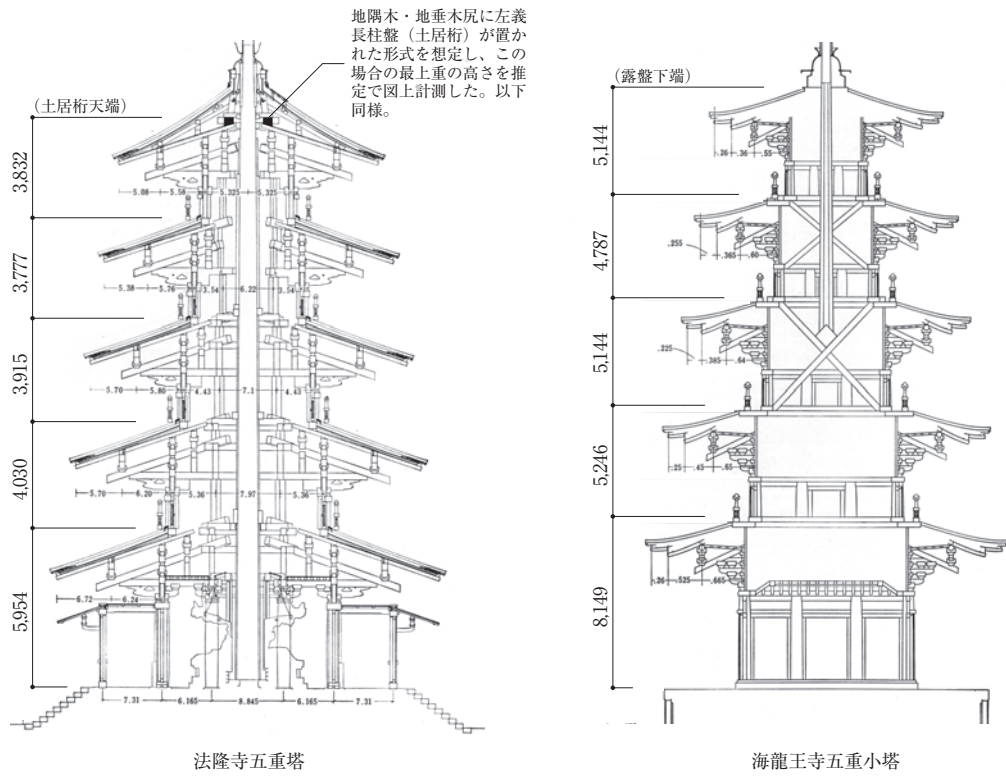 地隅木・地垂木尻に左義
長柱盤（土居桁）が置か
れた形式を想定し、この
場合の最上重の高さを推
定で図上計測した。以下
同様。
（土居桁天端）
3,832
3,777
3,915
4,030
5,954
5.08 5.58 5.325 5.325
5.38 5.76 3.54 6.22 3.54
5.70 5.80 4.43 7.1 4.43
5.70 6.20 5.36 7.97 5.36
6.72 6.24
7.31 6.165 8.845 6.165 7.31
法隆寺五重塔
（露盤下端）
5,144
4,787
5,144
5,246
8,149
.26 .36 .55
.255 .365 .60
.225 .385 .64
.25 .45 .65
.26 .525 .665
海龍王寺五重小塔